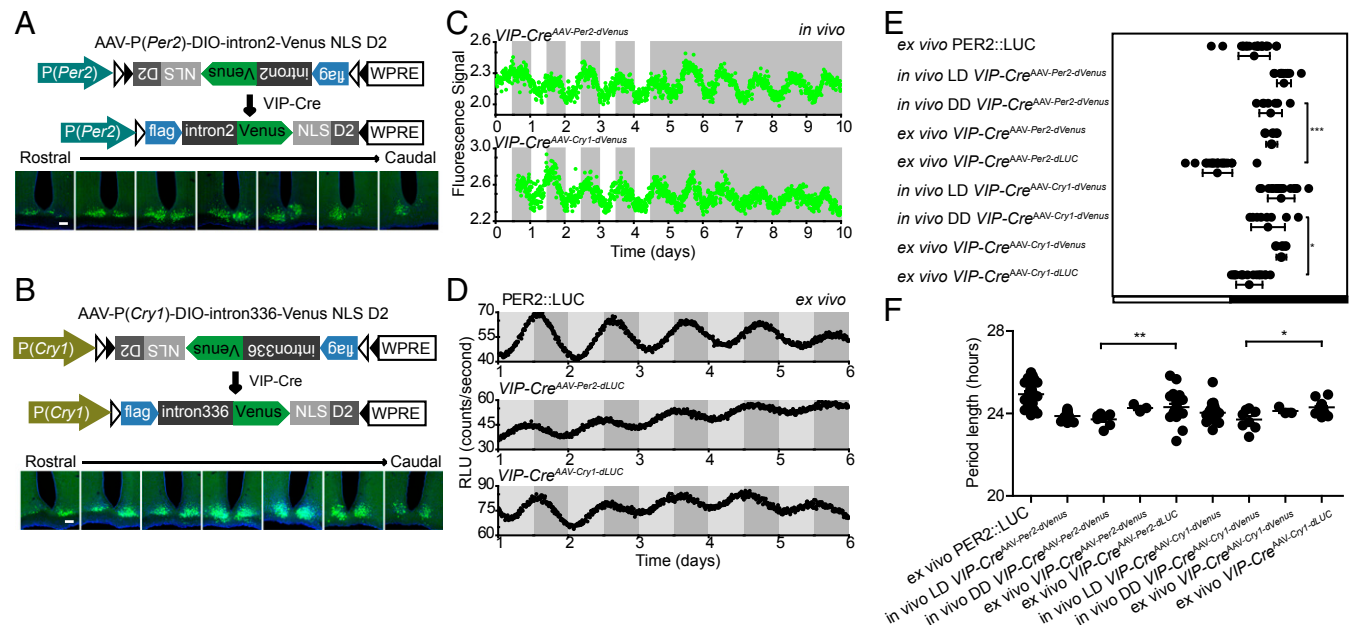 A
AAV-P(Per2)-DIO-intron2-Venus NLS D2
P(Per2) D2 NLS Venus intron2 flag WPRE
VIP-Cre
P(Per2) flag intron2 Venus NLS D2 WPRE
Rostral Caudal
B
AAV-P(Cry1)-DIO-intron336-Venus NLS D2
P(Cry1) D2 NLS Venus intron336 flag WPRE
VIP-Cre
P(Cry1) flag intron336 Venus NLS D2 WPRE
Rostral Caudal
C
VIP-Cre AAV-Per2-dVenus in vivo
2.6
2.3
2.0
0 1 2 3 4 5 6 7 8 9 10
VIP-Cre AAV-Cry1-dVenus
3.0
2.6
2.2
0 1 2 3 4 5 6 7 8 9 10
Fluorescence Signal
Time (days)
D
PER2::LUC ex vivo
70
60
50
40
1 2 3 4 5 6
VIP-Cre AAV-Per2-dLUC
60
45
30
1 2 3 4 5 6
VIP-Cre AAV-Cry1-dLUC
90
75
60
1 2 3 4 5 6
RLU (counts/second)
Time (days)
E
ex vivo PER2::LUC
in vivo LD VIP-Cre AAV-Per2-dVenus
in vivo DD VIP-Cre AAV-Per2-dVenus
ex vivo VIP-Cre AAV-Per2-dVenus
ex vivo VIP-Cre AAV-Per2-dLUC
in vivo LD VIP-Cre AAV-Cry1-dVenus
in vivo DD VIP-Cre AAV-Cry1-dVenus
ex vivo VIP-Cre AAV-Cry1-dVenus
ex vivo VIP-Cre AAV-Cry1-dLUC
***
*
F
28
24
20
Period length (hours)
**
*
ex vivo PER2::LUC
in vivo LD VIP-Cre AAV-Per2-dVenus
in vivo DD VIP-Cre AAV-Per2-dVenus
ex vivo VIP-Cre AAV-Per2-dVenus
ex vivo VIP-Cre AAV-Per2-dLUC
in vivo LD VIP-Cre AAV-Cry1-dVenus
in vivo DD VIP-Cre AAV-Cry1-dVenus
ex vivo VIP-Cre AAV-Cry1-dVenus
ex vivo VIP-Cre AAV-Cry1-dLUC